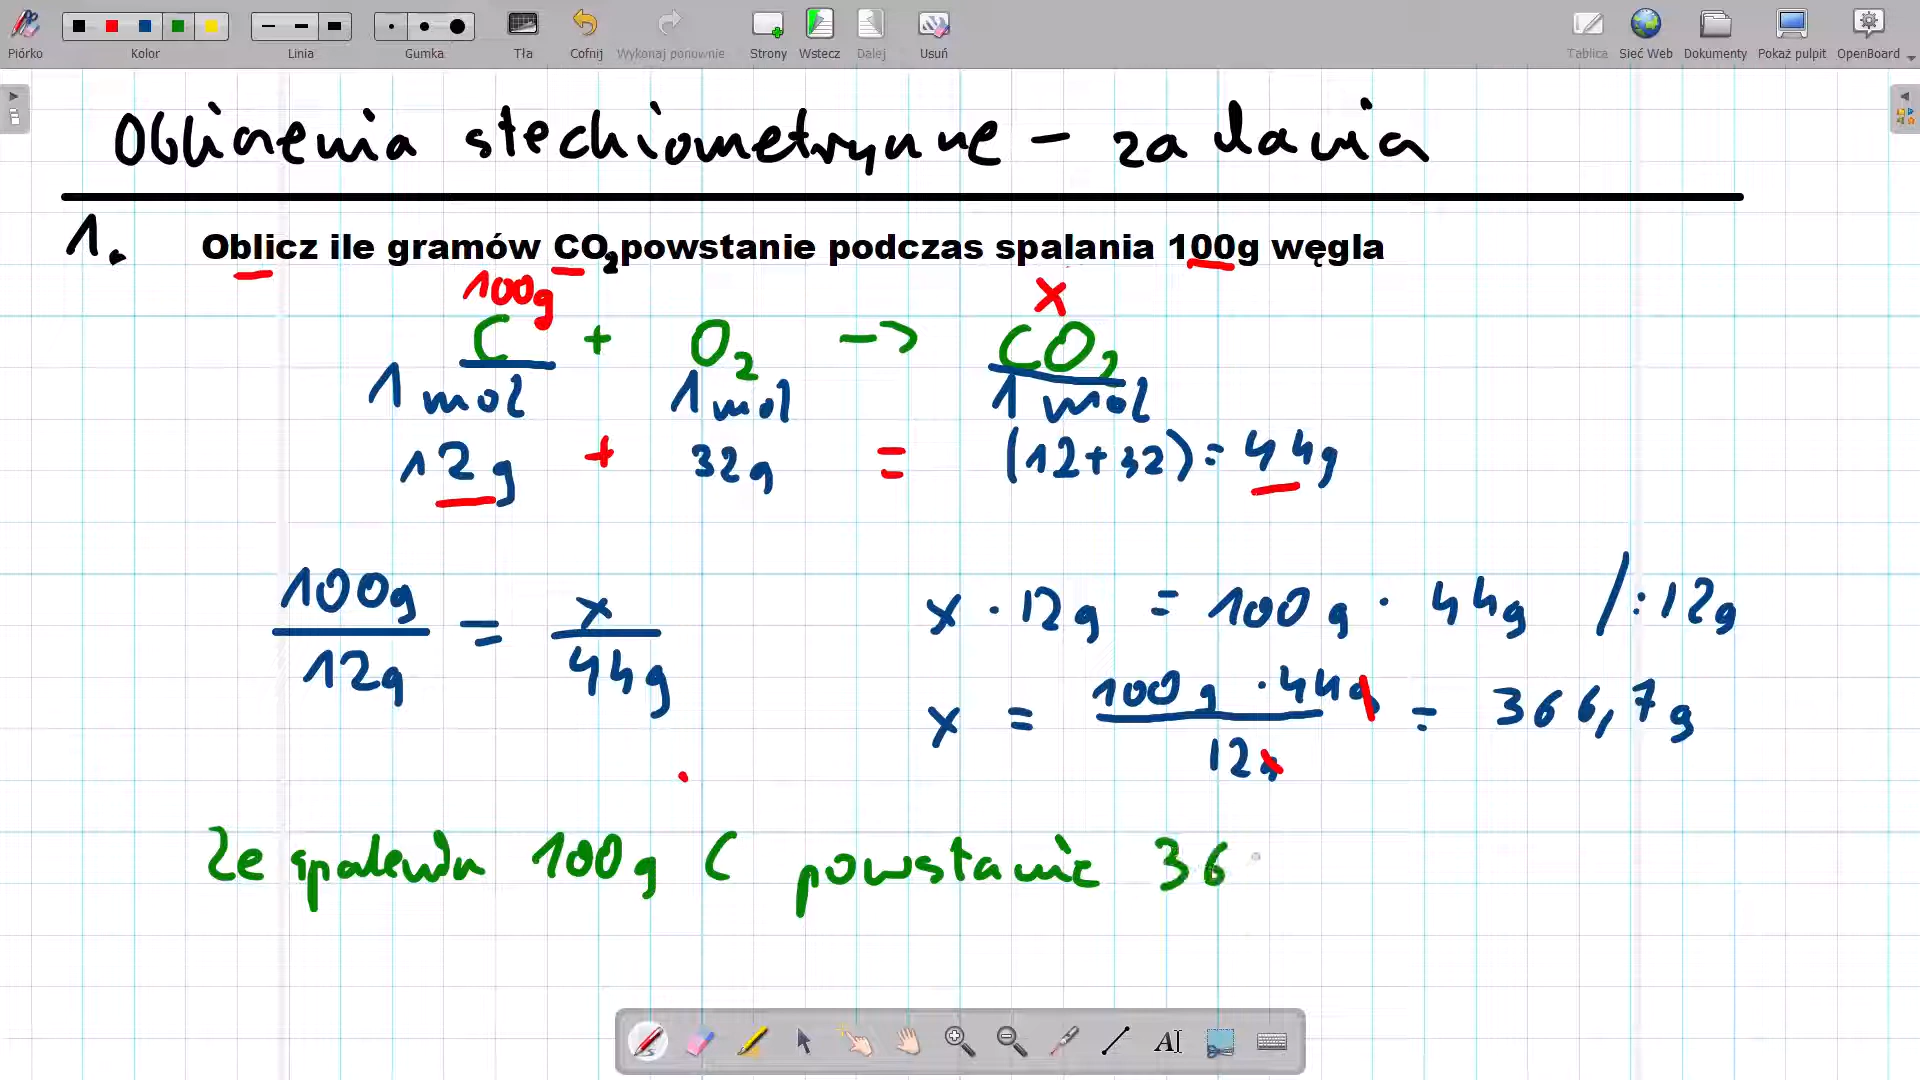 Piórko Kolor Linia Gumka Tła Cofnij Wykonaj ponownie Strony Wstecz Dalej Usuń Tablica Sieć Web Dokumenty Pokaż pulpit OpenBoard
Obliczenia stechiometryczne - zadania
1. Oblicz ile gramów CO₂ powstanie podczas spalania 100g węgla
100g x
C + O₂ -> CO₂
1 mol 1 mol 1 mol
12g + 32g = (12+32) = 44g
100g/12g = x/44g
x · 12g = 100g · 44g /:12g
x = 100g · 44g / 12g = 366,7g
Ze spalenia 100g C powstanie 36